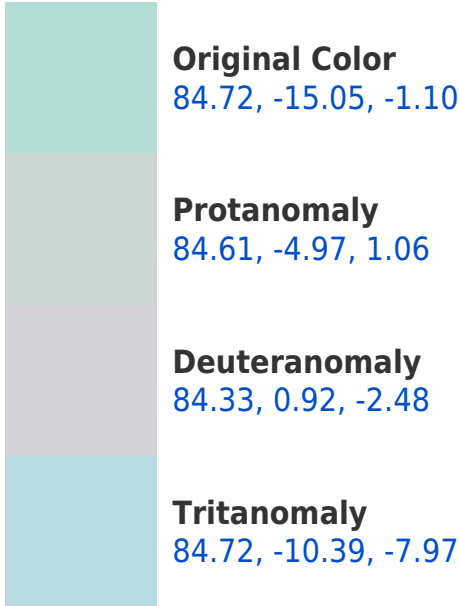 Original Color
84.72, -15.05, -1.10
Protanomaly
84.61, -4.97, 1.06
Deuteranomaly
84.33, 0.92, -2.48
Tritanomaly
84.72, -10.39, -7.97